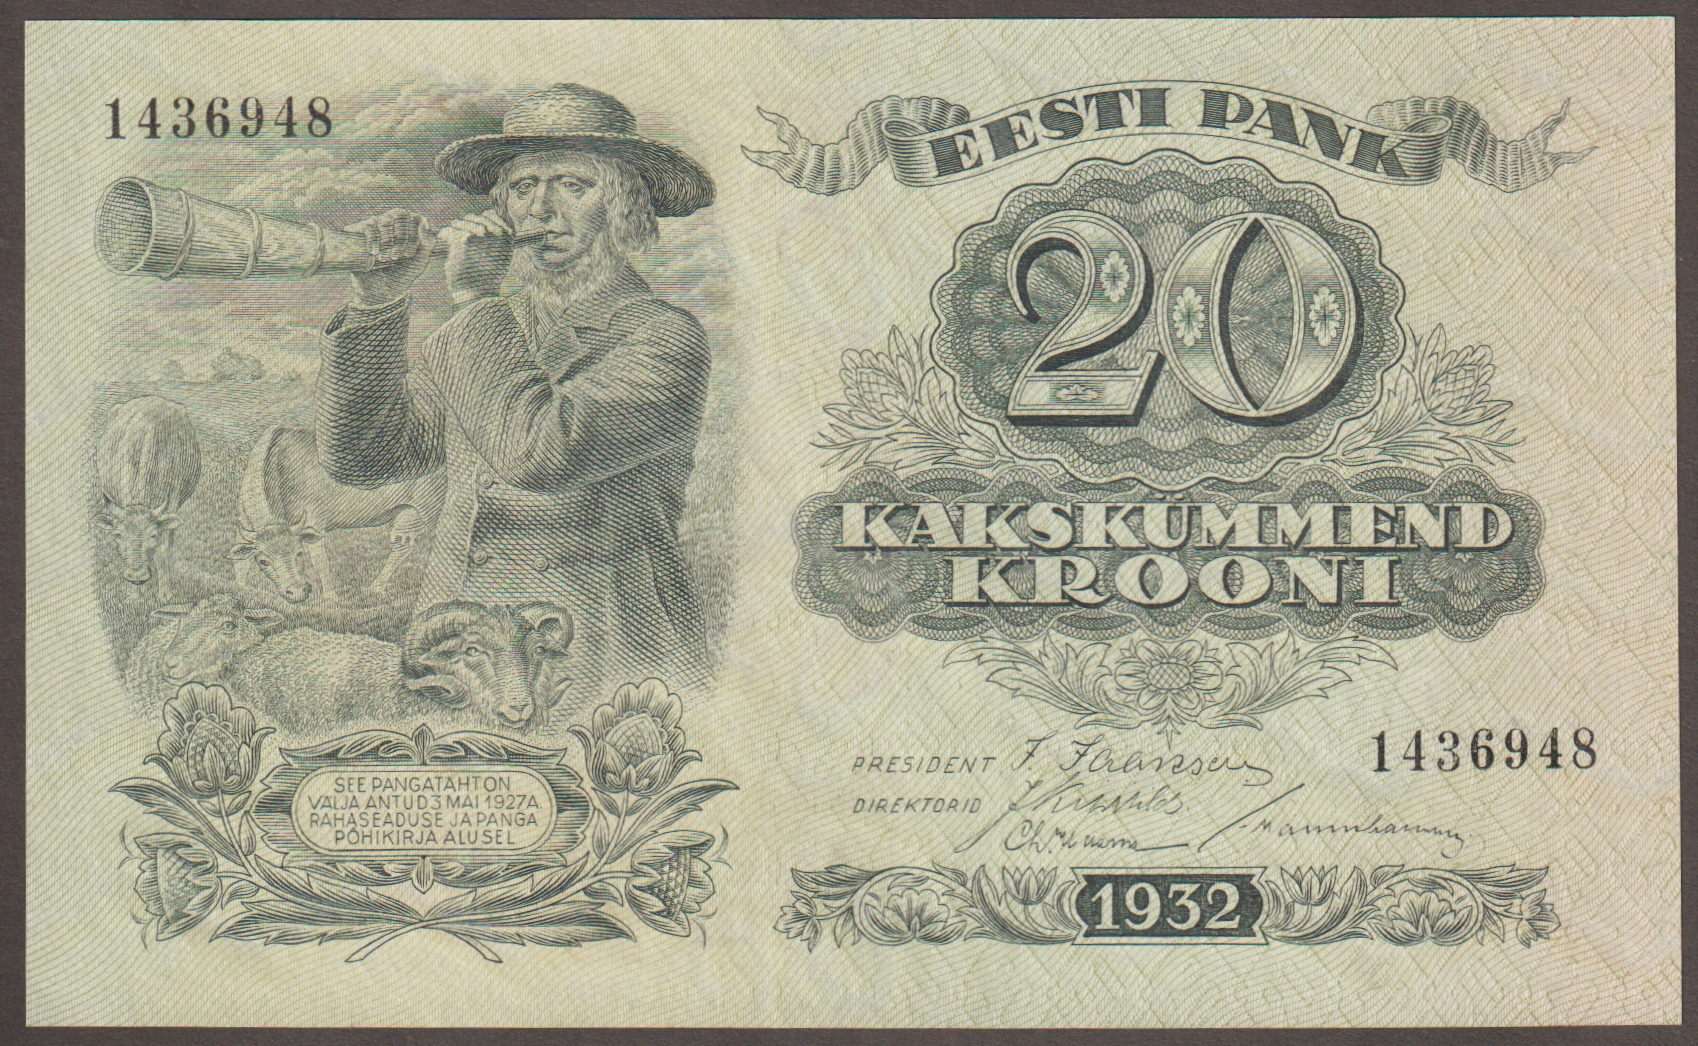 1436948
EESTI PANK
20
KAKSKÜMMEND
KROONI
PRESIDENT
DIREKTORID
1436948
SEE PANGATÄHT ON
VÄLJA ANTUD 3 MAI 1927A.
RAHASEADUSE JA PANGA
PÕHIKIRJA ALUSEL
1932